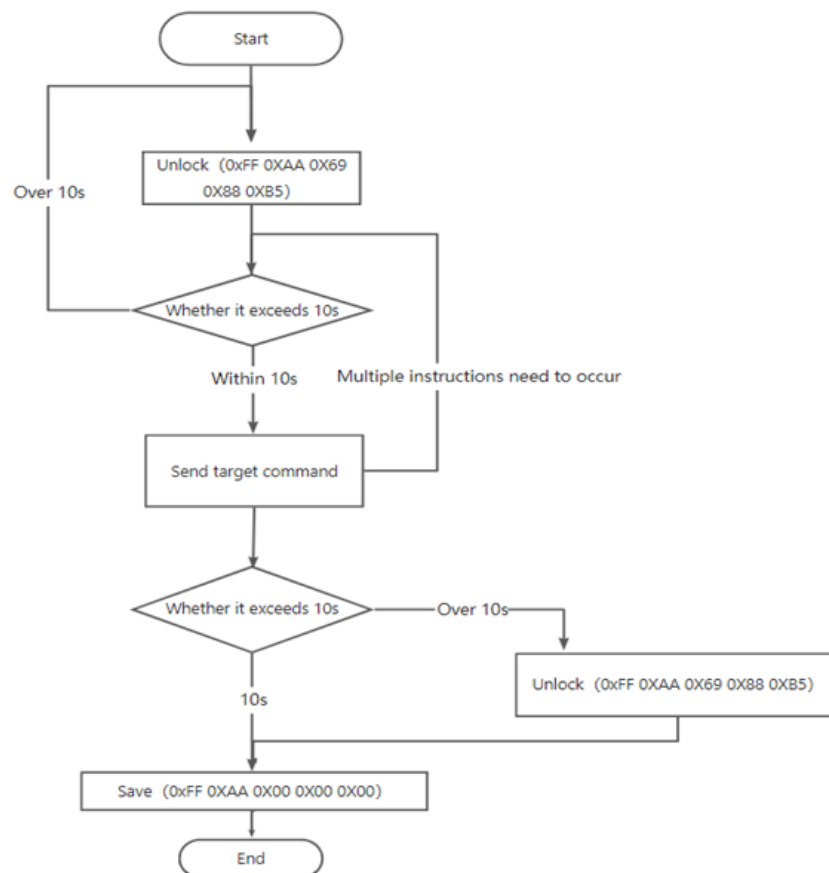 Start
Unlock（0xFF 0XAA 0X69
0X88 0XB5）
Over 10s
Whether it exceeds 10s
Within 10s
Multiple instructions need to occur
Send target command
Whether it exceeds 10s
Over 10s
10s
Unlock（0xFF 0XAA 0X69 0X88 0XB5）
Save（0xFF 0XAA 0X00 0X00 0X00）
End